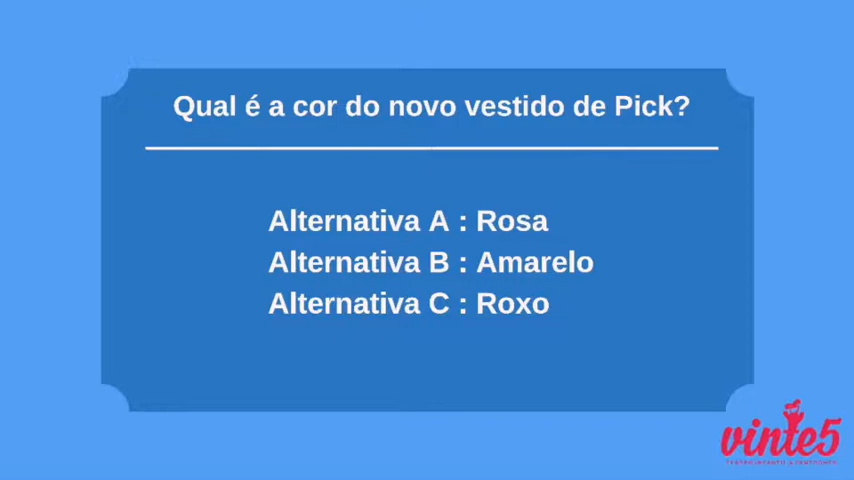 Qual é a cor do novo vestido de Pick?
Alternativa A : Rosa
Alternativa B : Amarelo
Alternativa C : Roxo
vinte5